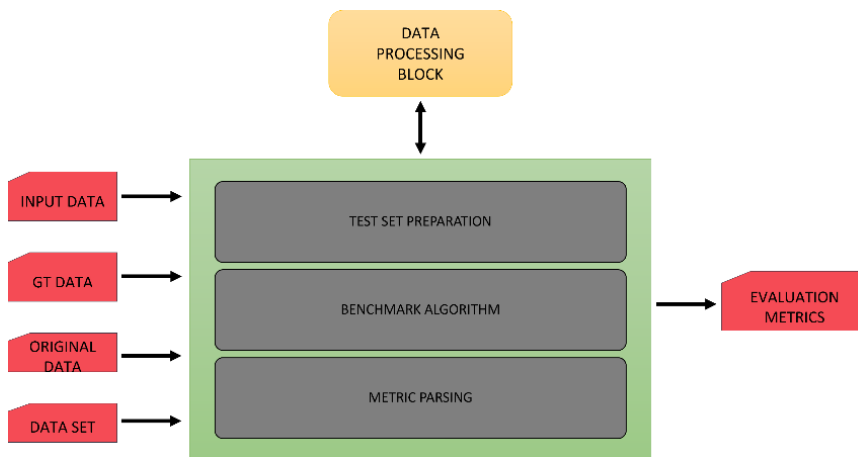 DATA
PROCESSING
BLOCK
INPUT DATA
GT DATA
ORIGINAL
DATA
DATA SET
TEST SET PREPARATION
BENCHMARK ALGORITHM
METRIC PARSING
EVALUATION
METRICS